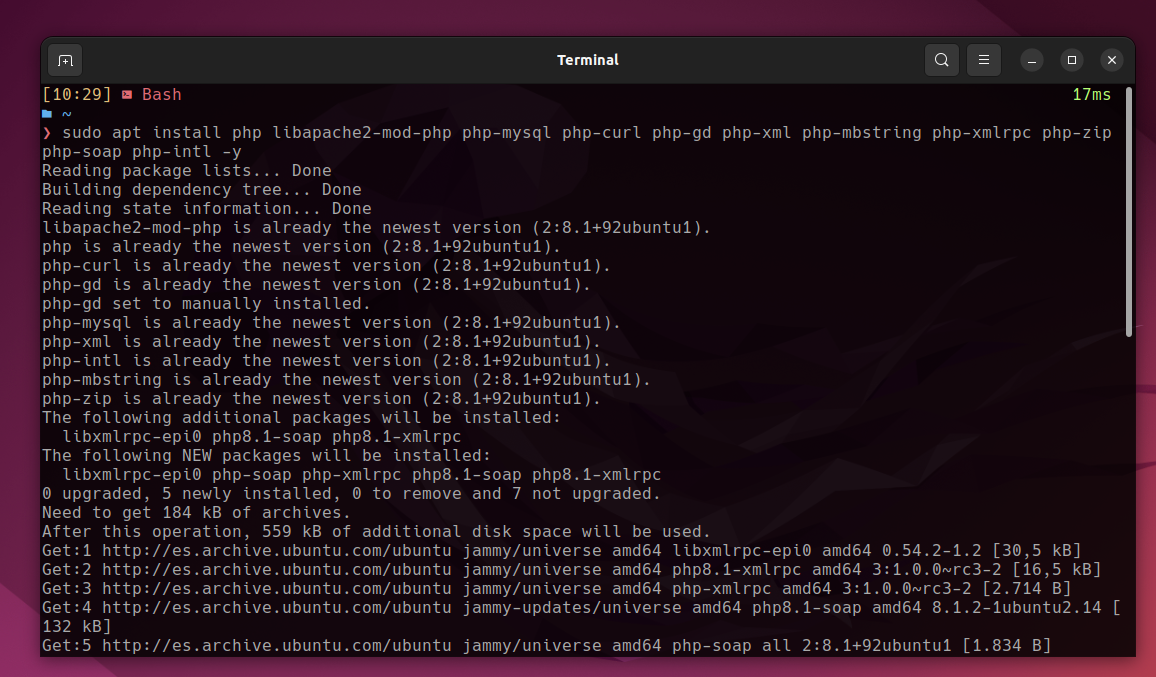 Terminal
[10:29] Bash 17ms
~
❯ sudo apt install php libapache2-mod-php php-mysql php-curl php-gd php-xml php-mbstring php-xmlrpc php-zip
php-soap php-intl -y
Reading package lists... Done
Building dependency tree... Done
Reading state information... Done
libapache2-mod-php is already the newest version (2:8.1+92ubuntu1).
php is already the newest version (2:8.1+92ubuntu1).
php-curl is already the newest version (2:8.1+92ubuntu1).
php-gd is already the newest version (2:8.1+92ubuntu1).
php-gd set to manually installed.
php-mysql is already the newest version (2:8.1+92ubuntu1).
php-xml is already the newest version (2:8.1+92ubuntu1).
php-intl is already the newest version (2:8.1+92ubuntu1).
php-mbstring is already the newest version (2:8.1+92ubuntu1).
php-zip is already the newest version (2:8.1+92ubuntu1).
The following additional packages will be installed:
  libxmlrpc-epi0 php8.1-soap php8.1-xmlrpc
The following NEW packages will be installed:
  libxmlrpc-epi0 php-soap php-xmlrpc php8.1-soap php8.1-xmlrpc
0 upgraded, 5 newly installed, 0 to remove and 7 not upgraded.
Need to get 184 kB of archives.
After this operation, 559 kB of additional disk space will be used.
Get:1 http://es.archive.ubuntu.com/ubuntu jammy/universe amd64 libxmlrpc-epi0 amd64 0.54.2-1.2 [30,5 kB]
Get:2 http://es.archive.ubuntu.com/ubuntu jammy/universe amd64 php8.1-xmlrpc amd64 3:1.0.0~rc3-2 [16,5 kB]
Get:3 http://es.archive.ubuntu.com/ubuntu jammy/universe amd64 php-xmlrpc amd64 3:1.0.0~rc3-2 [2.714 B]
Get:4 http://es.archive.ubuntu.com/ubuntu jammy-updates/universe amd64 php8.1-soap amd64 8.1.2-1ubuntu2.14 [
132 kB]
Get:5 http://es.archive.ubuntu.com/ubuntu jammy/universe amd64 php-soap all 2:8.1+92ubuntu1 [1.834 B]